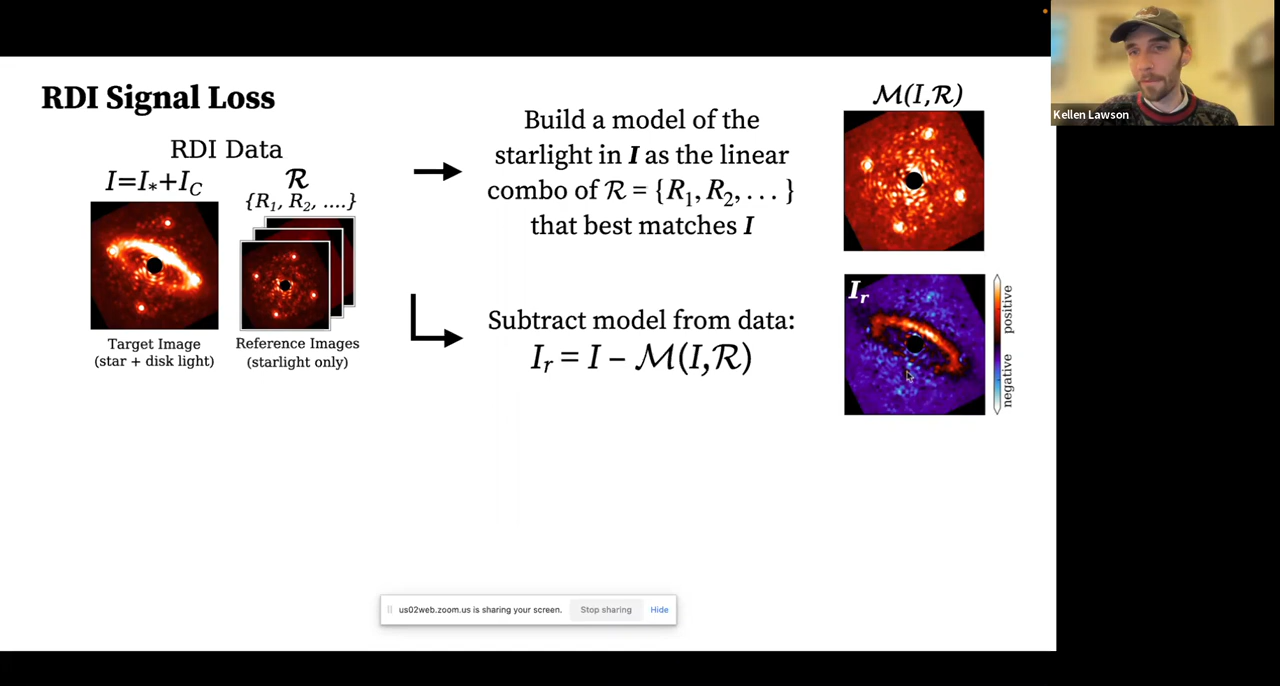 RDI Signal Loss
RDI Data
I=I*+I_C
ℛ
{R₁, R₂, ....}
Target Image
(star + disk light)
Reference Images
(starlight only)
Build a model of the
starlight in I as the linear
combo of ℛ = {R₁, R₂, . . . }
that best matches I
ℳ(I,ℛ)
Subtract model from data:
I_r = I − ℳ(I,ℛ)
I_r
positive
negative
Kellen Lawson
us02web.zoom.us is sharing your screen.
Stop sharing
Hide